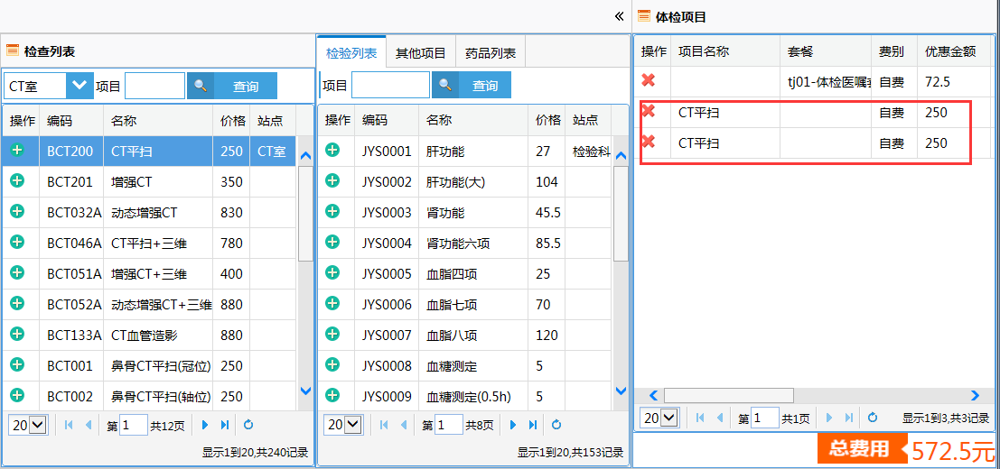 «
检查列表
CT室 项目 查询
操作 编码 名称 价格 站点
BCT200 CT平扫 250 CT室
BCT201 增强CT 350
BCT032A 动态增强CT 830
BCT046A CT平扫+三维 780
BCT051A 增强CT+三维 400
BCT052A 动态增强CT+三维 880
BCT133A CT血管造影 880
BCT001 鼻骨CT平扫(冠位) 250
BCT002 鼻骨CT平扫(轴位) 250
20 第 1 共12页
显示1到20,共240记录
检验列表 其他项目 药品列表
项目 查询
操作 编码 名称 价格 站点
JYS0001 肝功能 27 检验科
JYS0002 肝功能(大) 104
JYS0003 肾功能 45.5
JYS0004 肾功能六项 85.5
JYS0005 血脂四项 25
JYS0006 血脂七项 70
JYS0007 血脂八项 120
JYS0008 血糖测定 5
JYS0009 血糖测定(0.5h) 5
20 第 1 共8页
显示1到20,共153记录
体检项目
操作 项目名称 套餐 费别 优惠金额
tj01-体检医嘱 自费 72.5
CT平扫 自费 250
CT平扫 自费 250
20 第 1 共1页 显示1到3,共3记录
总费用 572.5元